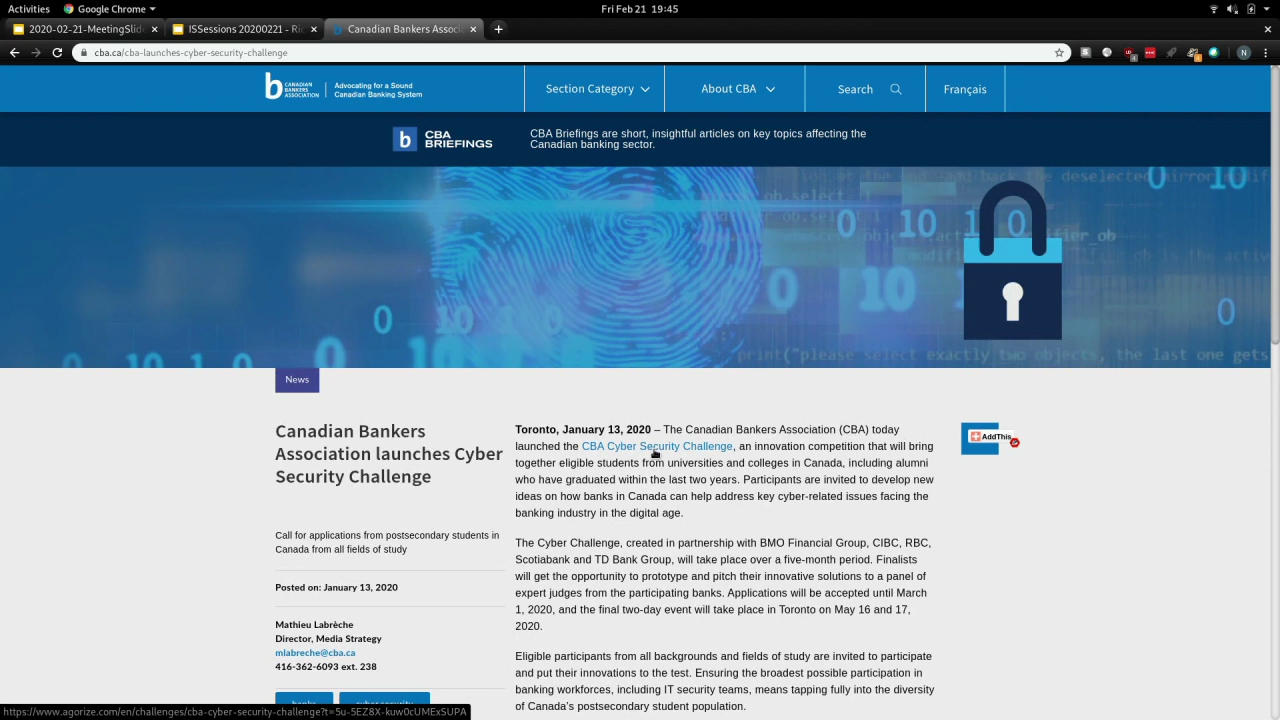 Activities
Google Chrome
Fri Feb 21 19:45
2020-02-21-MeetingSlid
ISSessions 20200221 - Ric
Canadian Bankers Associ
cba.ca/cba-launches-cyber-security-challenge
N
b CANADIAN BANKERS ASSOCIATION
Advocating for a Sound
Canadian Banking System
Section Category
About CBA
Search
Français
b CBA BRIEFINGS
CBA Briefings are short, insightful articles on key topics affecting the
Canadian banking sector.
print("please select exactly two objects, the last one gets
News
Canadian Bankers
Association launches Cyber
Security Challenge
Call for applications from postsecondary students in
Canada from all fields of study
Posted on: January 13, 2020
Mathieu Labrèche
Director, Media Strategy
mlabreche@cba.ca
416-362-6093 ext. 238
banks
cyber security
Toronto, January 13, 2020 – The Canadian Bankers Association (CBA) today
launched the CBA Cyber Security Challenge, an innovation competition that will bring
together eligible students from universities and colleges in Canada, including alumni
who have graduated within the last two years. Participants are invited to develop new
ideas on how banks in Canada can help address key cyber-related issues facing the
banking industry in the digital age.
The Cyber Challenge, created in partnership with BMO Financial Group, CIBC, RBC,
Scotiabank and TD Bank Group, will take place over a five-month period. Finalists
will get the opportunity to prototype and pitch their innovative solutions to a panel of
expert judges from the participating banks. Applications will be accepted until March
1, 2020, and the final two-day event will take place in Toronto on May 16 and 17,
2020.
Eligible participants from all backgrounds and fields of study are invited to participate
and put their innovations to the test. Ensuring the broadest possible participation in
banking workforces, including IT security teams, means tapping fully into the diversity
of Canada's postsecondary student population.
AddThis
https://www.agorize.com/en/challenges/cba-cyber-security-challenge?t=5u-5EZ8X-kuw0cUMExSUPA